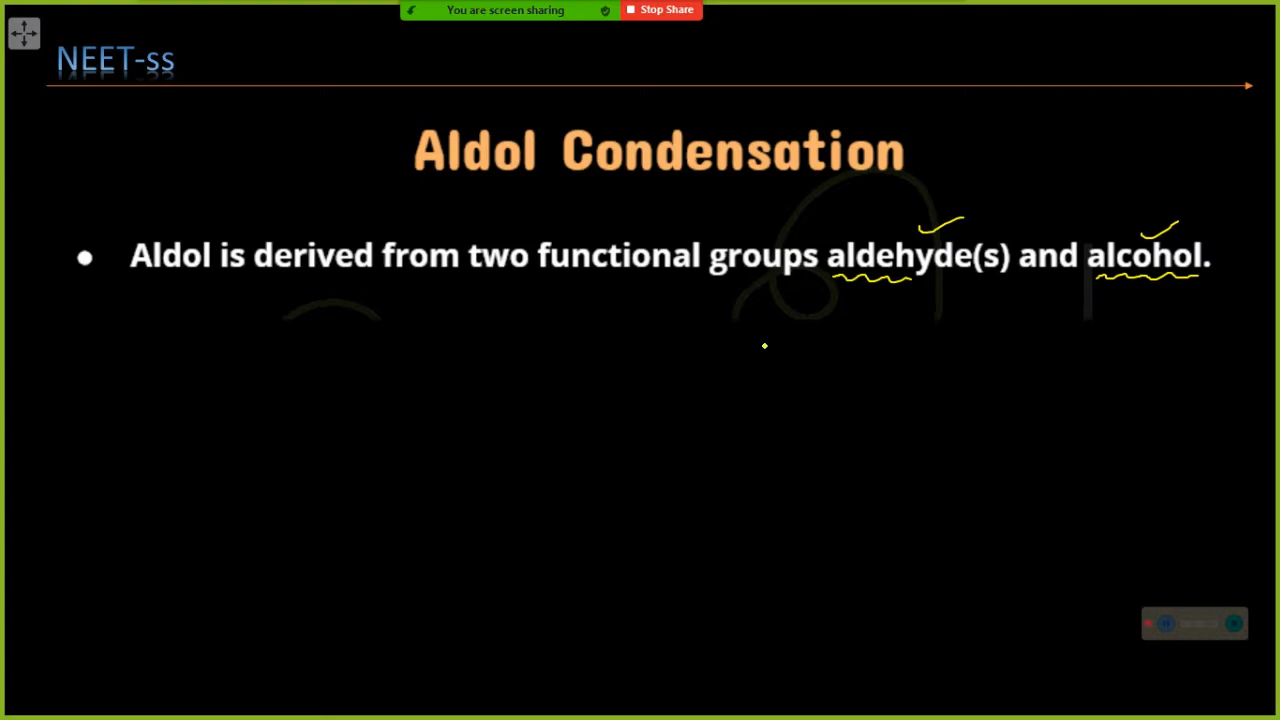 You are screen sharing
Stop Share
NEET-ss
Aldol Condensation
• Aldol is derived from two functional groups aldehyde(s) and alcohol.